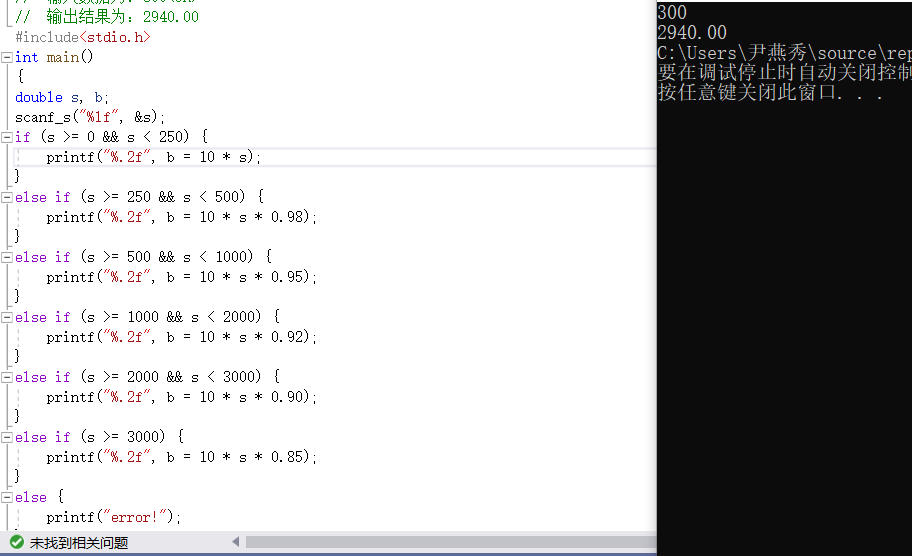 // 输出结果为: 2940.00
#include<stdio.h>
int main()
{
double s, b;
scanf_s("%lf", &s);
if (s >= 0 && s < 250) {
printf("%.2f", b = 10 * s);
}
else if (s >= 250 && s < 500) {
printf("%.2f", b = 10 * s * 0.98);
}
else if (s >= 500 && s < 1000) {
printf("%.2f", b = 10 * s * 0.95);
}
else if (s >= 1000 && s < 2000) {
printf("%.2f", b = 10 * s * 0.92);
}
else if (s >= 2000 && s < 3000) {
printf("%.2f", b = 10 * s * 0.90);
}
else if (s >= 3000) {
printf("%.2f", b = 10 * s * 0.85);
}
else {
printf("error!");
未找到相关问题
300
2940.00
C:\Users\尹燕秀\source\rep
要在调试停止时自动关闭控制
按任意键关闭此窗口. . .